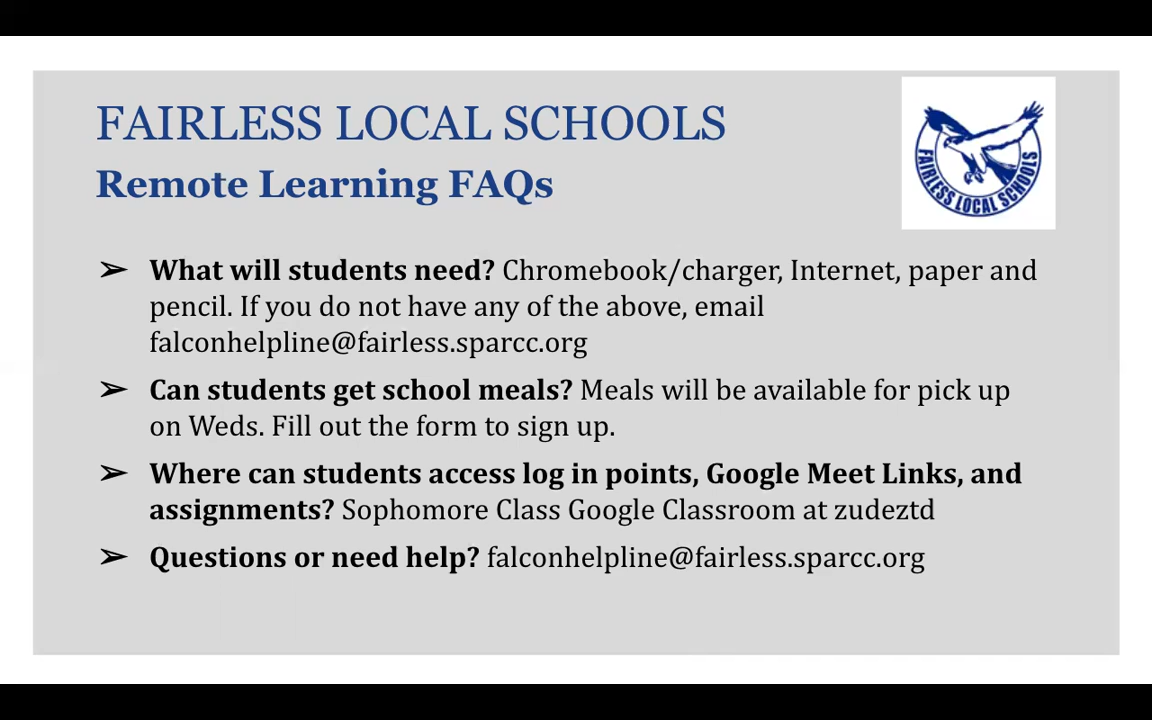 FAIRLESS LOCAL SCHOOLS
FAIRLESS LOCAL SCHOOLS
Remote Learning FAQs
➢ What will students need? Chromebook/charger, Internet, paper and
pencil. If you do not have any of the above, email
falconhelpline@fairless.sparcc.org
➢ Can students get school meals? Meals will be available for pick up
on Weds. Fill out the form to sign up.
➢ Where can students access log in points, Google Meet Links, and
assignments? Sophomore Class Google Classroom at zudeztd
➢ Questions or need help? falconhelpline@fairless.sparcc.org